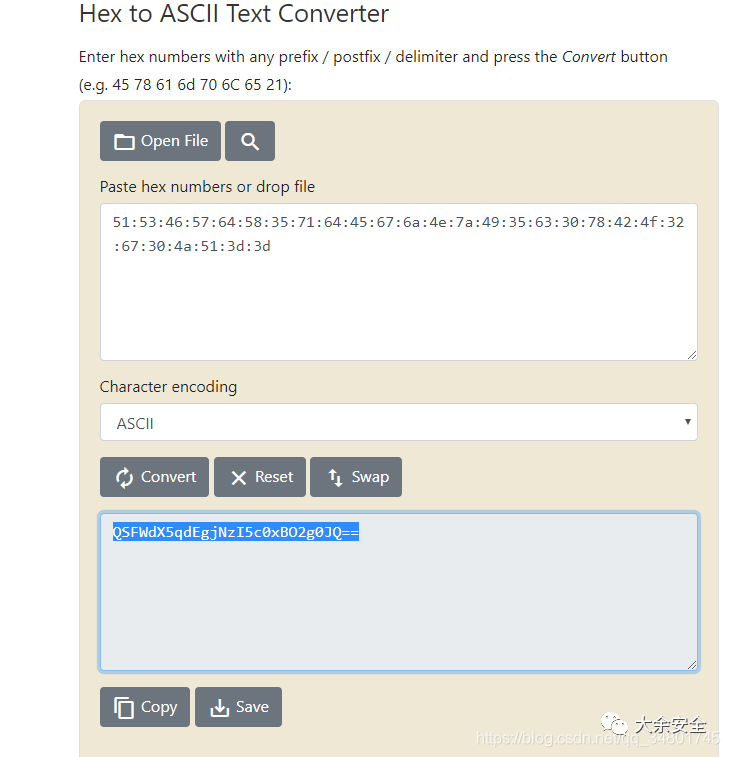 Hex to ASCII Text Converter
Enter hex numbers with any prefix / postfix / delimiter and press the Convert button
(e.g. 45 78 61 6d 70 6C 65 21):
Open File
Paste hex numbers or drop file
51:53:46:57:64:58:35:71:64:45:67:6a:4e:7a:49:35:63:30:78:42:4f:32
:67:30:4a:51:3d:3d
Character encoding
ASCII
Convert Reset Swap
QSFWdX5qdEgjNzI5c0xBO2g0JQ==
Copy Save
大余安全
https://blog.csdn.net/qq_34801745